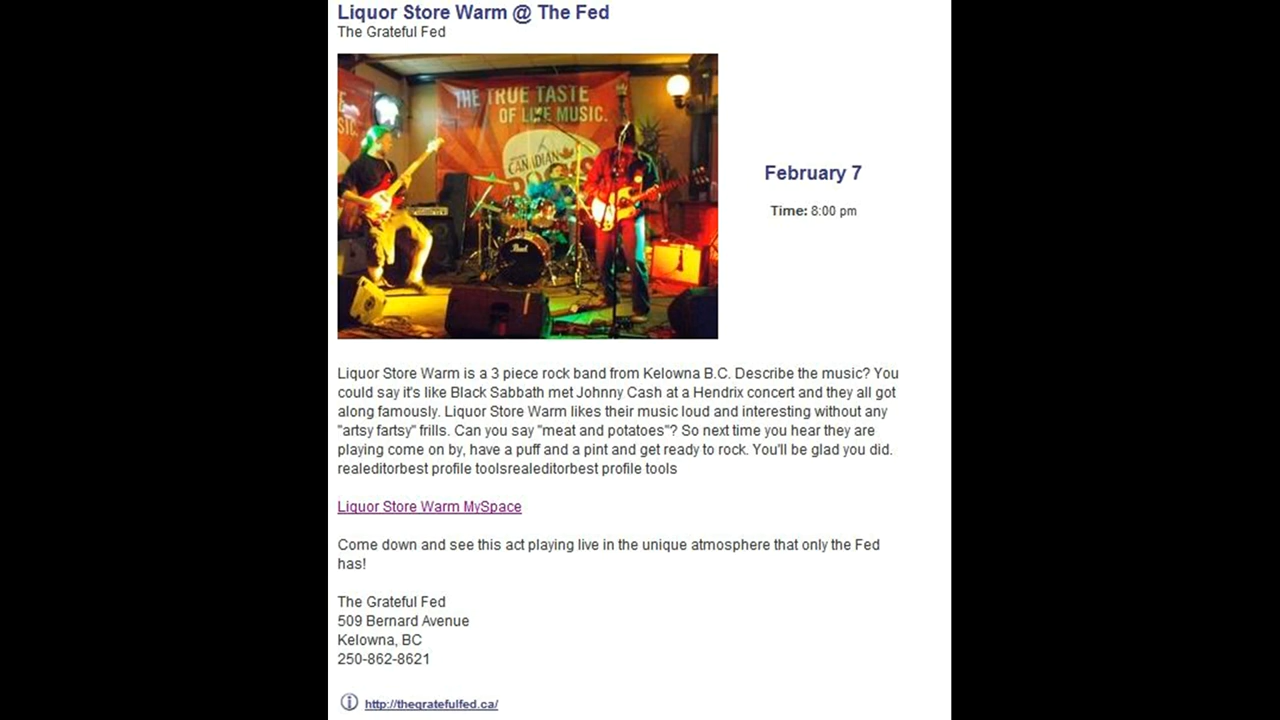 Liquor Store Warm @ The Fed
The Grateful Fed
THE TRUE TASTE
OF LIVE MUSIC.
CANADIAN
Pearl
February 7
Time: 8:00 pm
Liquor Store Warm is a 3 piece rock band from Kelowna B.C. Describe the music? You
could say it's like Black Sabbath met Johnny Cash at a Hendrix concert and they all got
along famously. Liquor Store Warm likes their music loud and interesting without any
"artsy fartsy" frills. Can you say "meat and potatoes"? So next time you hear they are
playing come on by, have a puff and a pint and get ready to rock. You'll be glad you did.
realeditorbest profile toolsrealeditorbest profile tools
Liquor Store Warm MySpace
Come down and see this act playing live in the unique atmosphere that only the Fed
has!
The Grateful Fed
509 Bernard Avenue
Kelowna, BC
250-862-8621
http://thegratefulfed.ca/